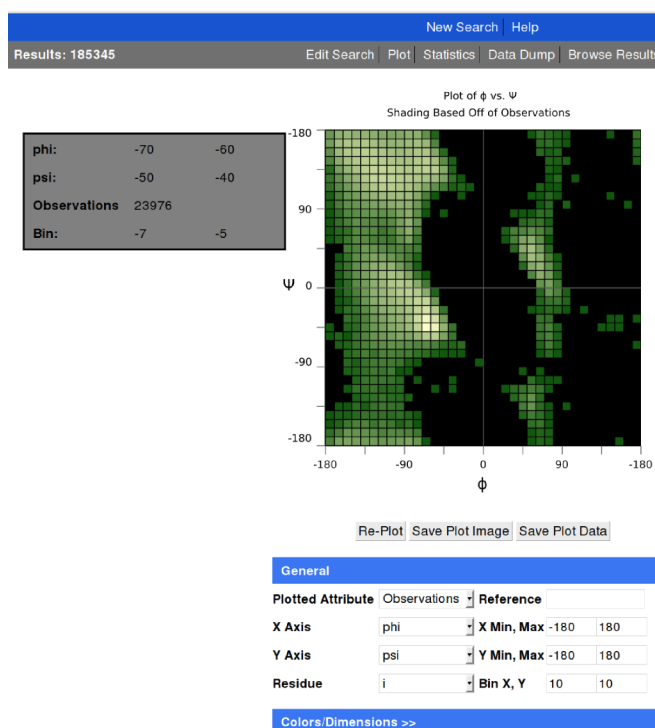 New Search Help
Results: 185345 Edit Search Plot Statistics Data Dump Browse Results
Plot of ϕ vs. Ψ
Shading Based Off of Observations
phi: -70 -60
psi: -50 -40
Observations 23976
Bin: -7 -5
-180
90
Ψ 0
-90
-180
-180 -90 0 90 -180
ϕ
Re-Plot Save Plot Image Save Plot Data
General
Plotted Attribute Observations Reference
X Axis phi X Min, Max -180 180
Y Axis psi Y Min, Max -180 180
Residue i Bin X, Y 10 10
Colors/Dimensions >>